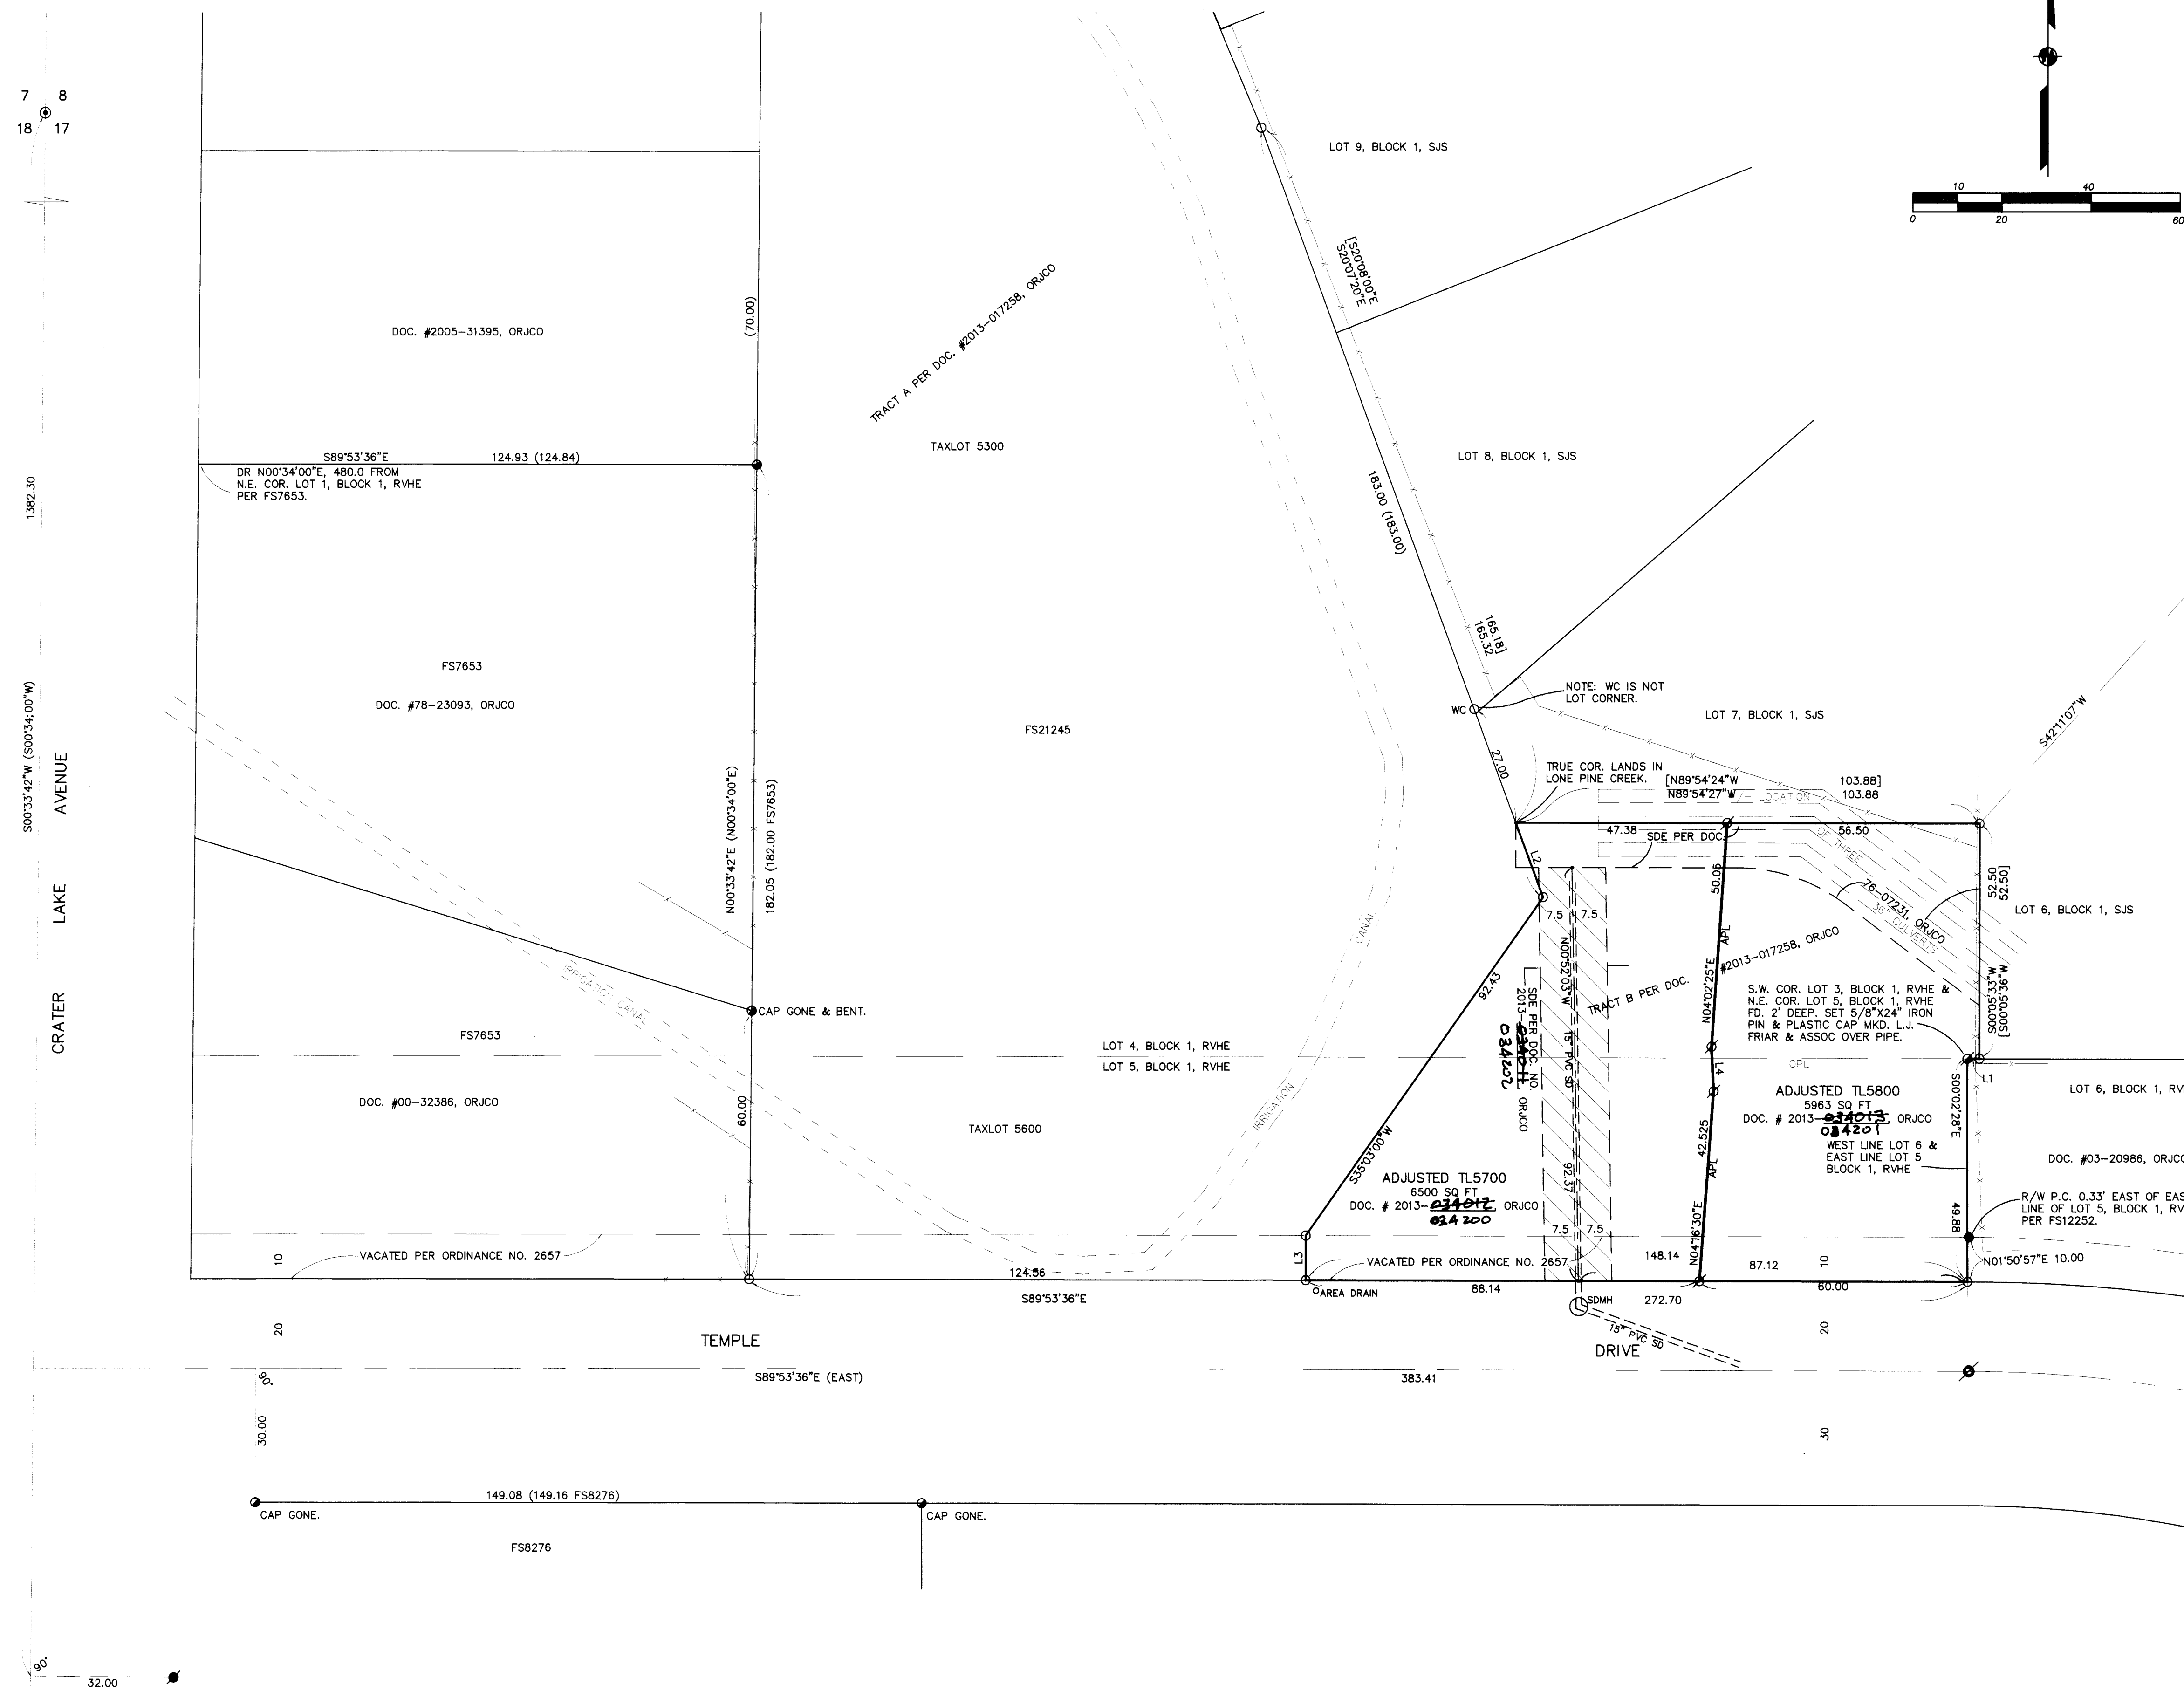 7 8
18 17
10 40
0 20 60
LOT 9, BLOCK 1, SJS
[S20°08'00"E
S20°07'20"E
(70.00)
DOC. #2005-31395, ORJCO
TRACT A PER DOC. #2013-017258, ORJCO
TAXLOT 5300
S89°53'36"E 124.93 (124.84)
DR N00°34'00"E, 480.0 FROM
N.E. COR. LOT 1, BLOCK 1, RVHE
PER FS7653.
LOT 8, BLOCK 1, SJS
183.00 (183.00)
1382.30
165.18]
165.32
FS7653
DOC. #78-23093, ORJCO
FS21245
WC
NOTE: WC IS NOT
LOT CORNER.
LOT 7, BLOCK 1, SJS
S42°11'07"W
S00°33'42"W (S00°34;00"W)
CRATER LAKE AVENUE
N00°33'42"E (N00°34'00"E)
182.05 (182.00 FS7653)
27.00
TRUE COR. LANDS IN
LONE PINE CREEK.
[N89°54'24"W 103.88]
N89°54'27"W 103.88
+/- LOCATION
OF THREE
36" CULVERTS
47.38
SDE PER DOC.
56.50
76-07231, ORJCO
L2
50.05
52.50
52.50]
LOT 6, BLOCK 1, SJS
7.5 7.5
CANAL
APL
N04°02'25"E
N00°52'03"W
TRACT B PER DOC. #2013-017258, ORJCO
92.43
S00°05'33"W
[S00°05'36"W
S.W. COR. LOT 3, BLOCK 1, RVHE &
N.E. COR. LOT 5, BLOCK 1, RVHE
FD. 2' DEEP. SET 5/8"X24" IRON
PIN & PLASTIC CAP MKD. L.J.
FRIAR & ASSOC OVER PIPE.
IRRIGATION CANAL
CAP GONE & BENT.
FS7653
LOT 4, BLOCK 1, RVHE
LOT 5, BLOCK 1, RVHE
SDE PER DOC. NO.
2013-034011 ORJCO
034202
15" PVC SD
OPL
L4
L1
DOC. #00-32386, ORJCO
60.00
TAXLOT 5600
IRRIGATION
S35°03'00"W
ADJUSTED TL5800
5963 SQ FT
DOC. # 2013-034013, ORJCO
034201
S00°02'28"E
LOT 6, BLOCK 1, RV
42.525
APL
WEST LINE LOT 6 &
EAST LINE LOT 5
BLOCK 1, RVHE
DOC. #03-20986, ORJCO
ADJUSTED TL5700
6500 SQ FT
DOC. # 2013-034012, ORJCO
034200
92.37
R/W P.C. 0.33' EAST OF EAS
LINE OF LOT 5, BLOCK 1, RV
PER FS12252.
49.88
7.5 7.5
N04°16'30"E
10
VACATED PER ORDINANCE NO. 2657
L3
VACATED PER ORDINANCE NO. 2657
148.14
87.12
10
N01°50'57"E 10.00
124.56
S89°53'36"E
AREA DRAIN
88.14
SDMH
272.70
60.00
20
TEMPLE DRIVE
15" PVC SD
20
S89°53'36"E (EAST)
383.41
90°
30.00
30
149.08 (149.16 FS8276)
CAP GONE.
CAP GONE.
FS8276
90°
32.00